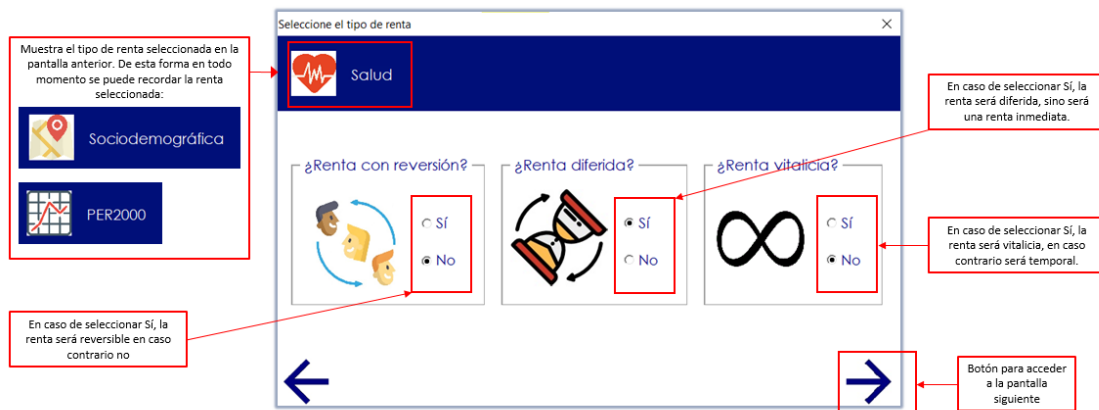 Seleccione el tipo de renta
Muestra el tipo de renta seleccionada en la
pantalla anterior. De esta forma en todo
momento se puede recordar la renta
seleccionada:
Sociodemográfica
PER2000
Salud
En caso de seleccionar Sí, la
renta será diferida, sino será
una renta inmediata.
¿Renta con reversión?
Sí
No
¿Renta diferida?
Sí
No
¿Renta vitalicia?
Sí
No
En caso de seleccionar Sí, la
renta será vitalicia, en caso
contrario será temporal.
En caso de seleccionar Sí, la
renta será reversible en caso
contrario no
Botón para acceder
a la pantalla
siguiente